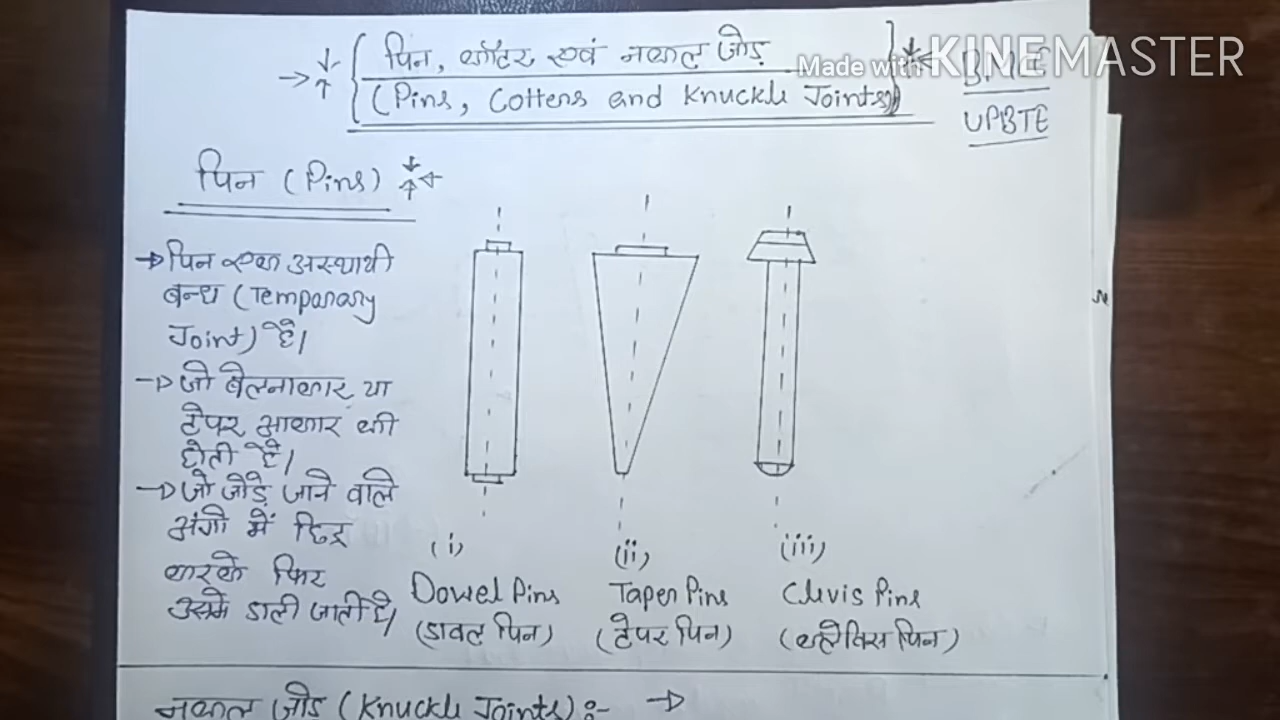 पिन, कॉटर एवं नकल जोड़
(Pins, Cotters and Knuckle Joints)
Made with KINEMASTER
UPBTE
पिन (Pins)
→ पिन एक अस्थायी
बन्ध (Temporary
Joint) है।
→ जो बेलनाकार या
टेपर आकार की
होती है।
→ जो जोड़े जाने वाले
अंगो में छिद्र
करके फिर
उसमे डाली जाती है।
(i) (ii) (iii)
Dowel Pins Taper Pins Clevis Pins
(डावल पिन) (टेपर पिन) (क्लेविस पिन)
नकल जोड़ (Knuckle Joints) :- →